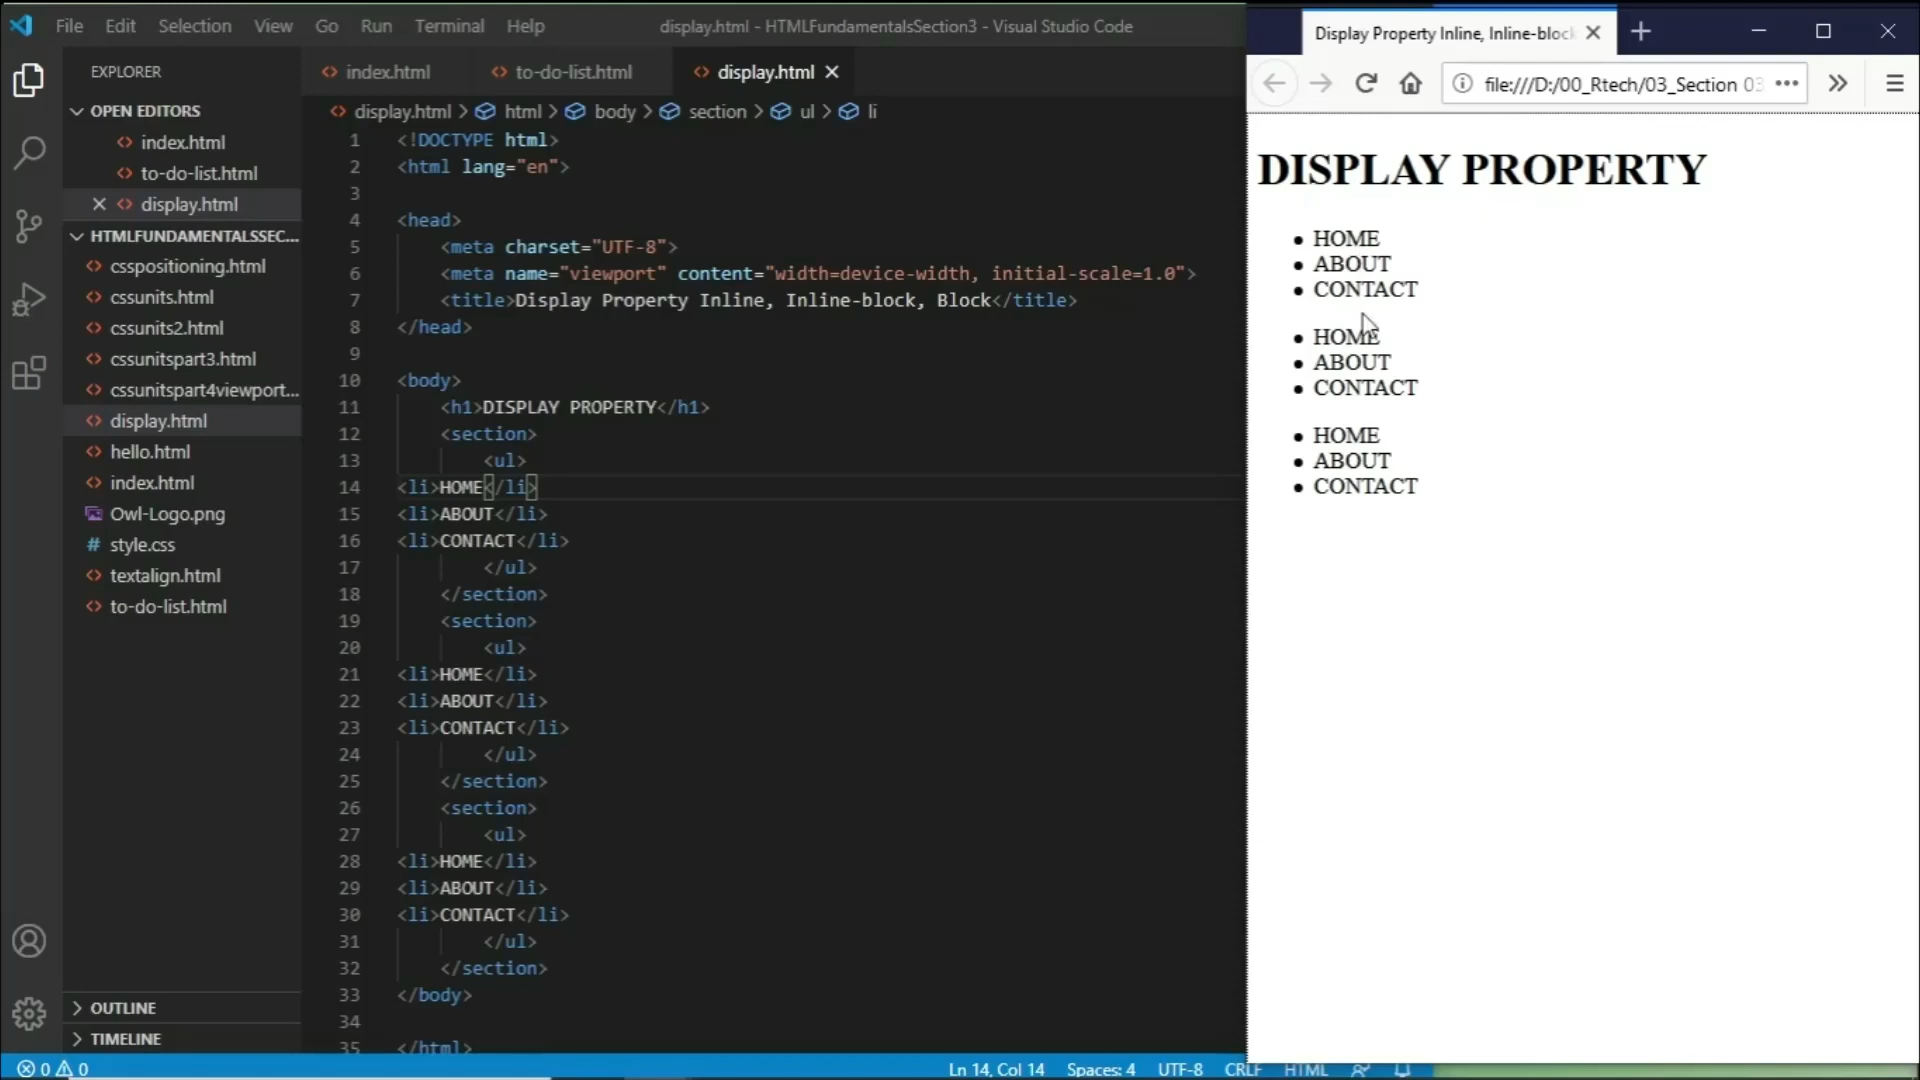 File Edit Selection View Go Run Terminal Help
display.html - HTMLFundamentalsSection3 - Visual Studio Code
EXPLORER
OPEN EDITORS
index.html
to-do-list.html
display.html
HTMLFUNDAMENTALSSEC...
csspositioning.html
cssunits.html
cssunits2.html
cssunitspart3.html
cssunitspart4viewport...
display.html
hello.html
index.html
Owl-Logo.png
# style.css
textalign.html
to-do-list.html
OUTLINE
TIMELINE
index.html to-do-list.html display.html
display.html > html > body > section > ul > li
1 <!DOCTYPE html>
2 <html lang="en">
3
4 <head>
5 <meta charset="UTF-8">
6 <meta name="viewport" content="width=device-width, initial-scale=1.0">
7 <title>Display Property Inline, Inline-block, Block</title>
8 </head>
9
10 <body>
11 <h1>DISPLAY PROPERTY</h1>
12 <section>
13 <ul>
14 <li>HOME</li>
15 <li>ABOUT</li>
16 <li>CONTACT</li>
17 </ul>
18 </section>
19 <section>
20 <ul>
21 <li>HOME</li>
22 <li>ABOUT</li>
23 <li>CONTACT</li>
24 </ul>
25 </section>
26 <section>
27 <ul>
28 <li>HOME</li>
29 <li>ABOUT</li>
30 <li>CONTACT</li>
31 </ul>
32 </section>
33 </body>
34
35 </html>
0 0 Ln 14, Col 14 Spaces: 4 UTF-8 CRLF HTML
Display Property Inline, Inline-block
file:///D:/00_Rtech/03_Section 03
DISPLAY PROPERTY
• HOME
• ABOUT
• CONTACT
• HOME
• ABOUT
• CONTACT
• HOME
• ABOUT
• CONTACT